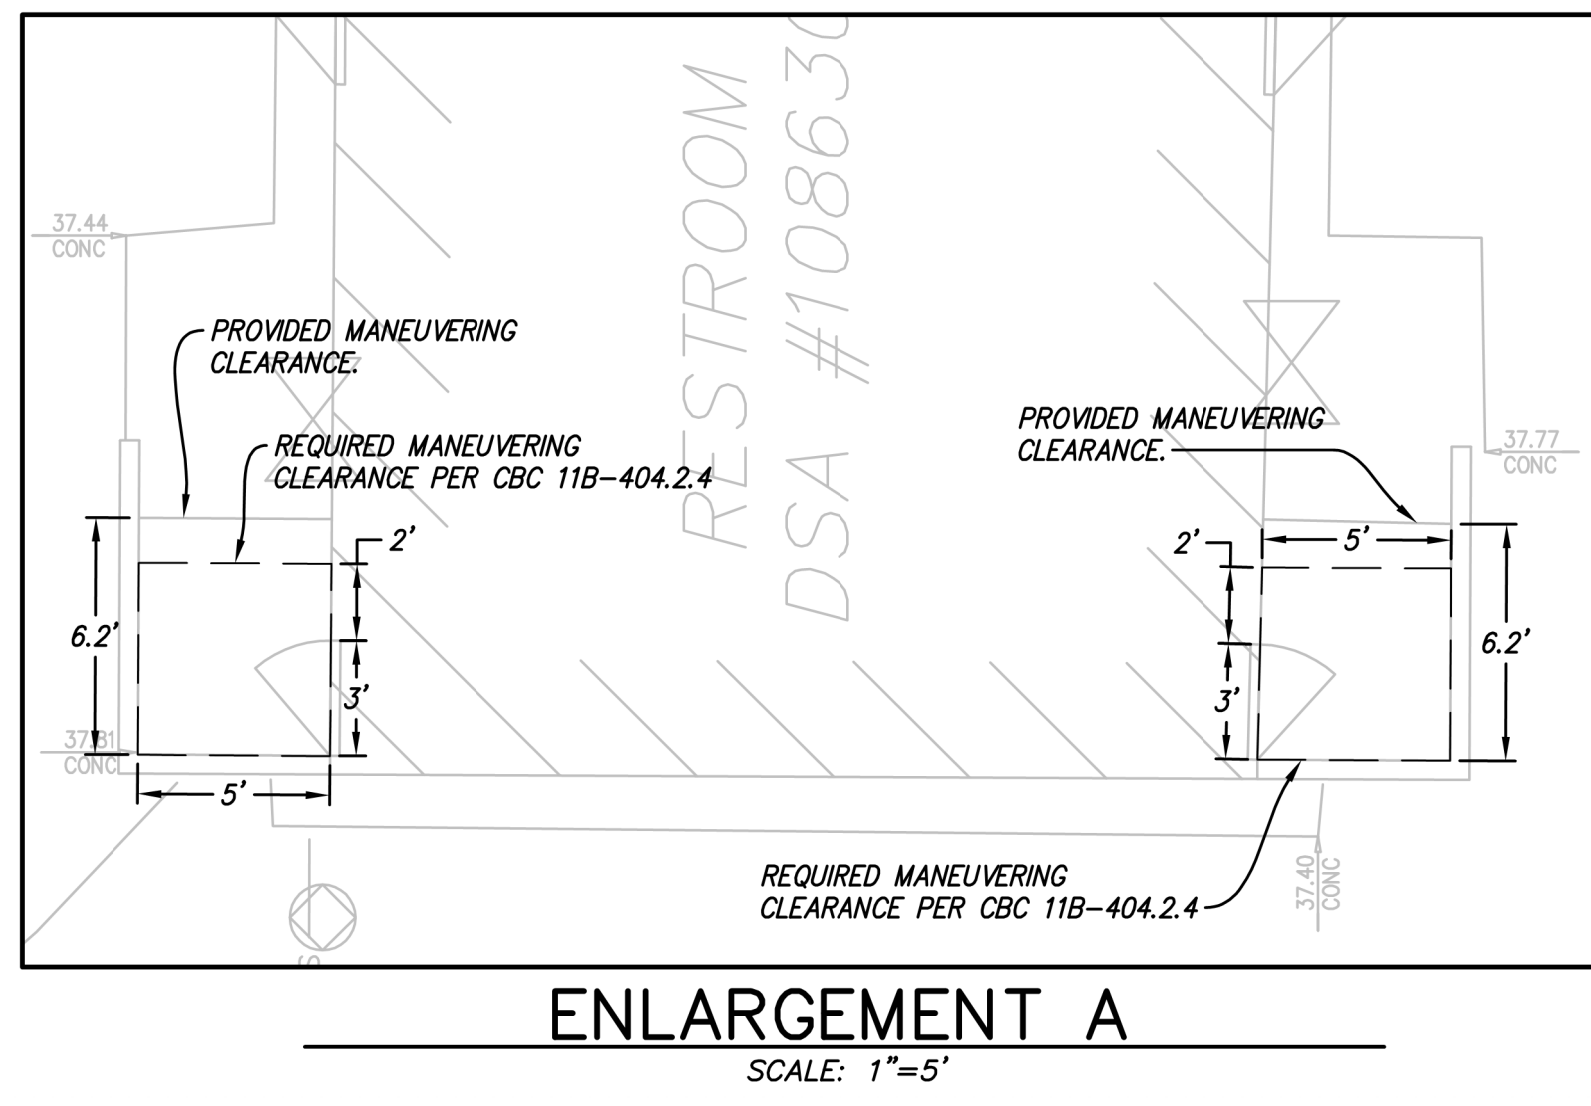 RESTROOM
DSA #10863
37.44
CONC
PROVIDED MANEUVERING
CLEARANCE.
REQUIRED MANEUVERING
CLEARANCE PER CBC 11B-404.2.4
2'
6.2'
3'
37.81
CONC
5'
PROVIDED MANEUVERING
CLEARANCE.
37.77
CONC
2'
5'
6.2'
3'
REQUIRED MANEUVERING
CLEARANCE PER CBC 11B-404.2.4
37.40
CONC
S
ENLARGEMENT A
SCALE: 1"=5'